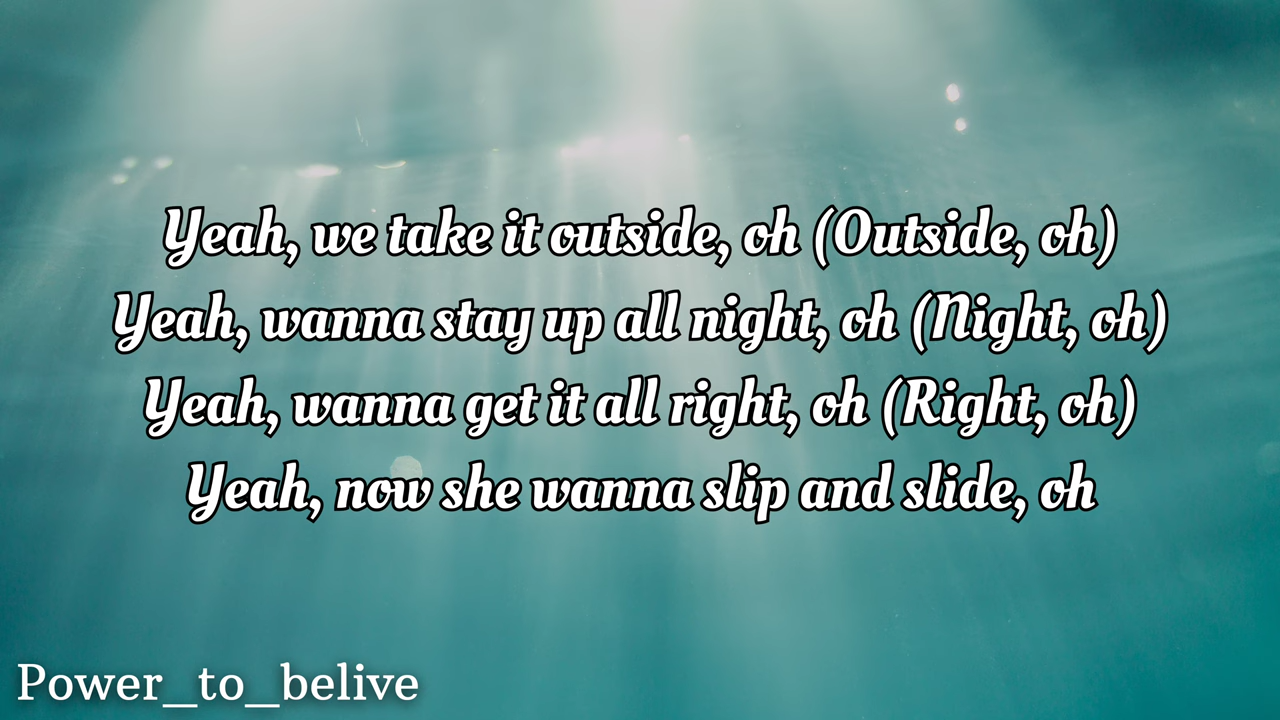 Yeah, we take it outside, oh (Outside, oh)
Yeah, wanna stay up all night, oh (Night, oh)
Yeah, wanna get it all right, oh (Right, oh)
Yeah, now she wanna slip and slide, oh
Power_to_belive